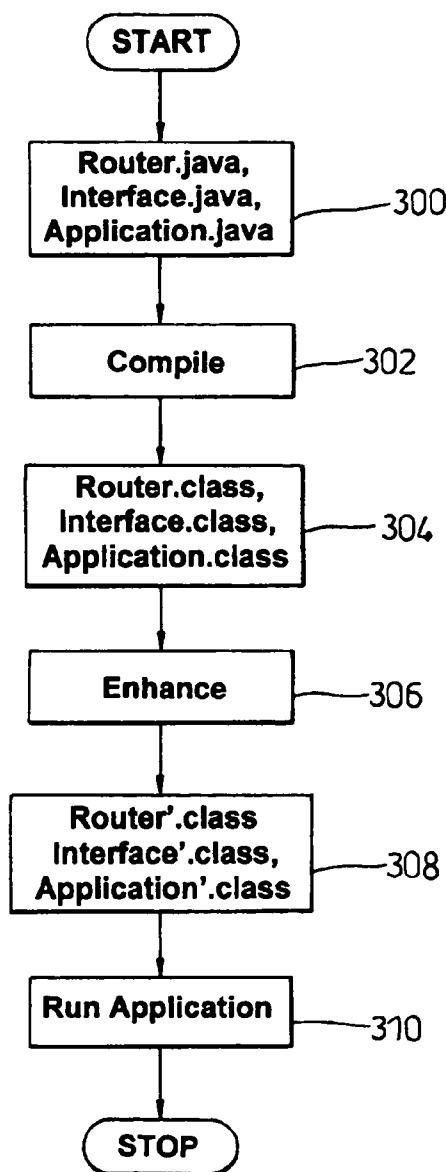 START
Router.java,
Interface.java,
Application.java
300
Compile
302
Router.class,
Interface.class,
Application.class
304
Enhance
306
Router'.class
Interface'.class,
Application'.class
308
Run Application
310
STOP